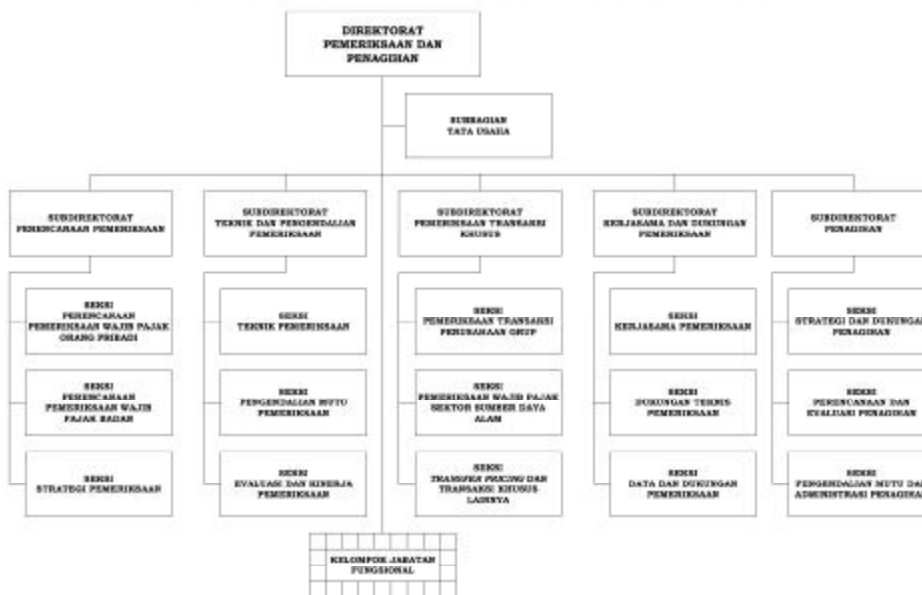 DIREKTORAT
PEMERIKSAAN DAN
PENAGIHAN
SUBBAGIAN
TATA USAHA
SUBDIREKTORAT
PERENCANAAN PEMERIKSAAN
SUBDIREKTORAT
TEKNIK DAN PENGENDALIAN
PEMERIKSAAN
SUBDIREKTORAT
PEMERIKSAAN TRANSAKSI
KHUSUS
SUBDIREKTORAT
KERJASAMA DAN DUKUNGAN
PEMERIKSAAN
SUBDIREKTORAT
PENAGIHAN
SEKSI
PERENCANAAN
PEMERIKSAAN WAJIB PAJAK
ORANG PRIBADI
SEKSI
TEKNIK PEMERIKSAAN
SEKSI
PEMERIKSAAN TRANSAKSI
PERUSAHAAN GRUP
SEKSI
KERJASAMA PEMERIKSAAN
SEKSI
STRATEGI DAN DUKUNGAN
PENAGIHAN
SEKSI
PERENCANAAN
PEMERIKSAAN WAJIB
PAJAK BADAN
SEKSI
PENGENDALIAN MUTU
PEMERIKSAAN
SEKSI
PEMERIKSAAN WAJIB PAJAK
SEKTOR SUMBER DAYA
ALAM
SEKSI
DUKUNGAN TEKNIS
PEMERIKSAAN
SEKSI
PERENCANAAN DAN
EVALUASI PENAGIHAN
SEKSI
STRATEGI PEMERIKSAAN
SEKSI
EVALUASI DAN KINERJA
PEMERIKSAAN
SEKSI
TRANSFER PRICING DAN
TRANSAKSI KHUSUS
LAINNYA
SEKSI
DATA DAN DUKUNGAN
PEMERIKSAAN
SEKSI
PENGENDALIAN MUTU DA
ADMINISTRASI PENAGIHA
KELOMPOK JABATAN
FUNGSIONAL